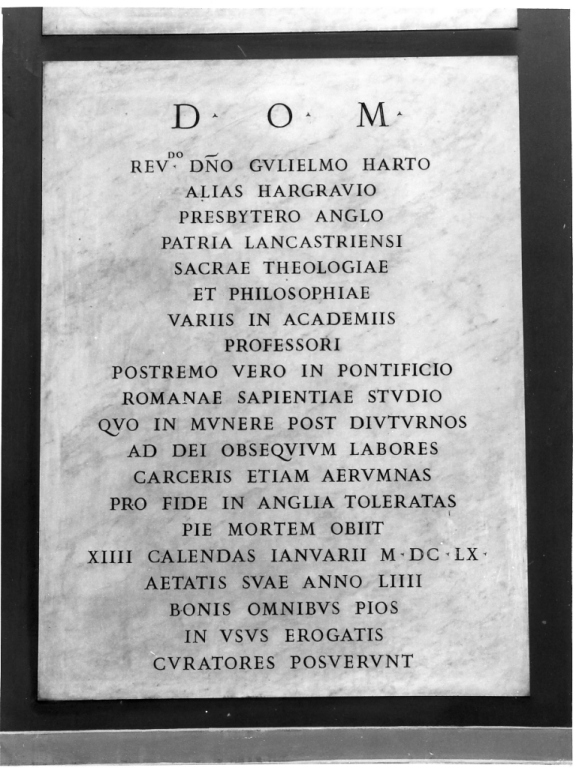 D · O · M ·
REV·DO DÑO GVLIELMO HARTO
ALIAS HARGRAVIO
PRESBYTERO ANGLO
PATRIA LANCASTRIENSI
SACRAE THEOLOGIAE
ET PHILOSOPHIAE
VARIIS IN ACADEMIIS
PROFESSORI
POSTREMO VERO IN PONTIFICIO
ROMANAE SAPIENTIAE STVDIO
QVO IN MVNERE POST DIVTVRNOS
AD DEI OBSEQVIVM LABORES
CARCERIS ETIAM AERVMNAS
PRO FIDE IN ANGLIA TOLERATAS
PIE MORTEM OBIIT
XIIII CALENDAS IANVARII M·DC·LX·
AETATIS SVAE ANNO LIIII
BONIS OMNIBVS PIOS
IN VSVS EROGATIS
CVRATORES POSVERVNT